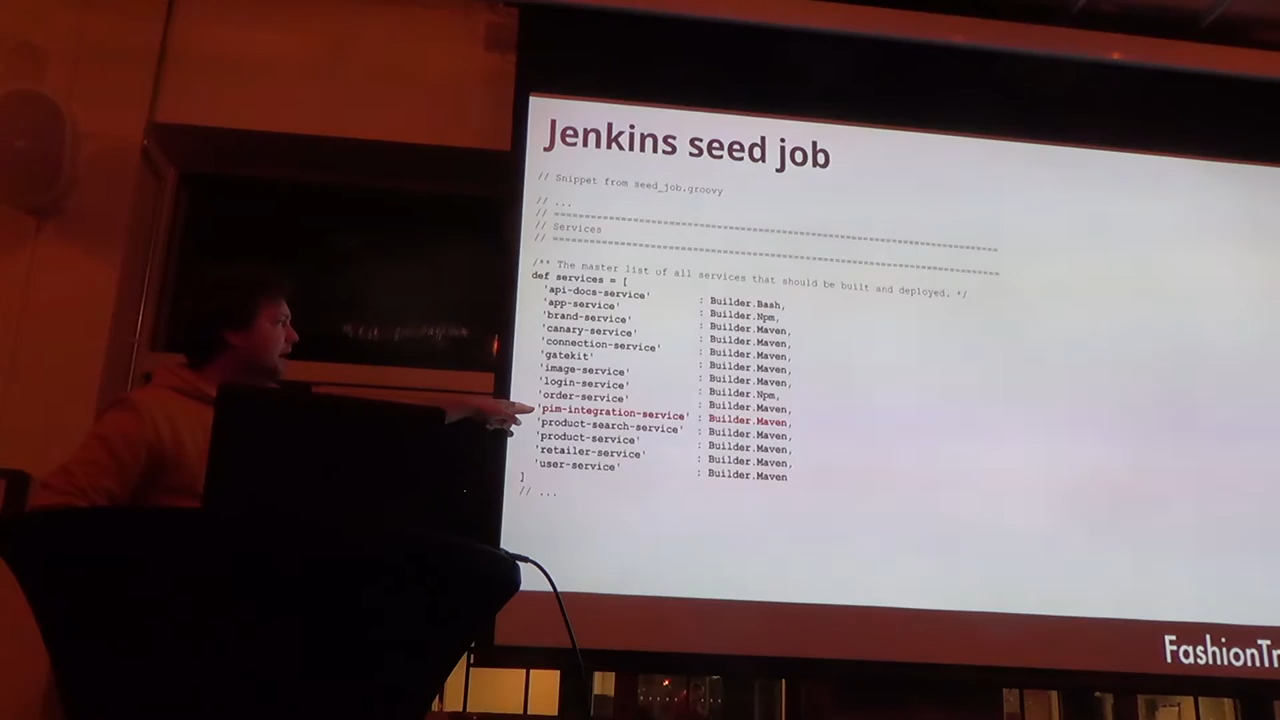 Jenkins seed job
// Snippet from seed_job.groovy
// ...
// ==========================================================================
// Services
// ==========================================================================
/** The master list of all services that should be built and deployed. */
def services = [
'api-docs-service' : Builder.Bash,
'app-service' : Builder.Npm,
'brand-service' : Builder.Maven,
'canary-service' : Builder.Maven,
'connection-service' : Builder.Maven,
'gatekit' : Builder.Maven,
'image-service' : Builder.Maven,
'login-service' : Builder.Npm,
'order-service' : Builder.Maven,
'pim-integration-service' : Builder.Maven,
'product-search-service' : Builder.Maven,
'product-service' : Builder.Maven,
'retailer-service' : Builder.Maven,
'user-service' : Builder.Maven
]
// ...
FashionTr